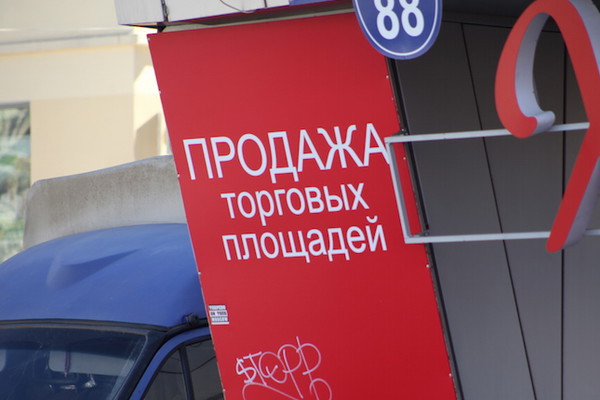 88
ПРОДАЖА
торговых
площадей